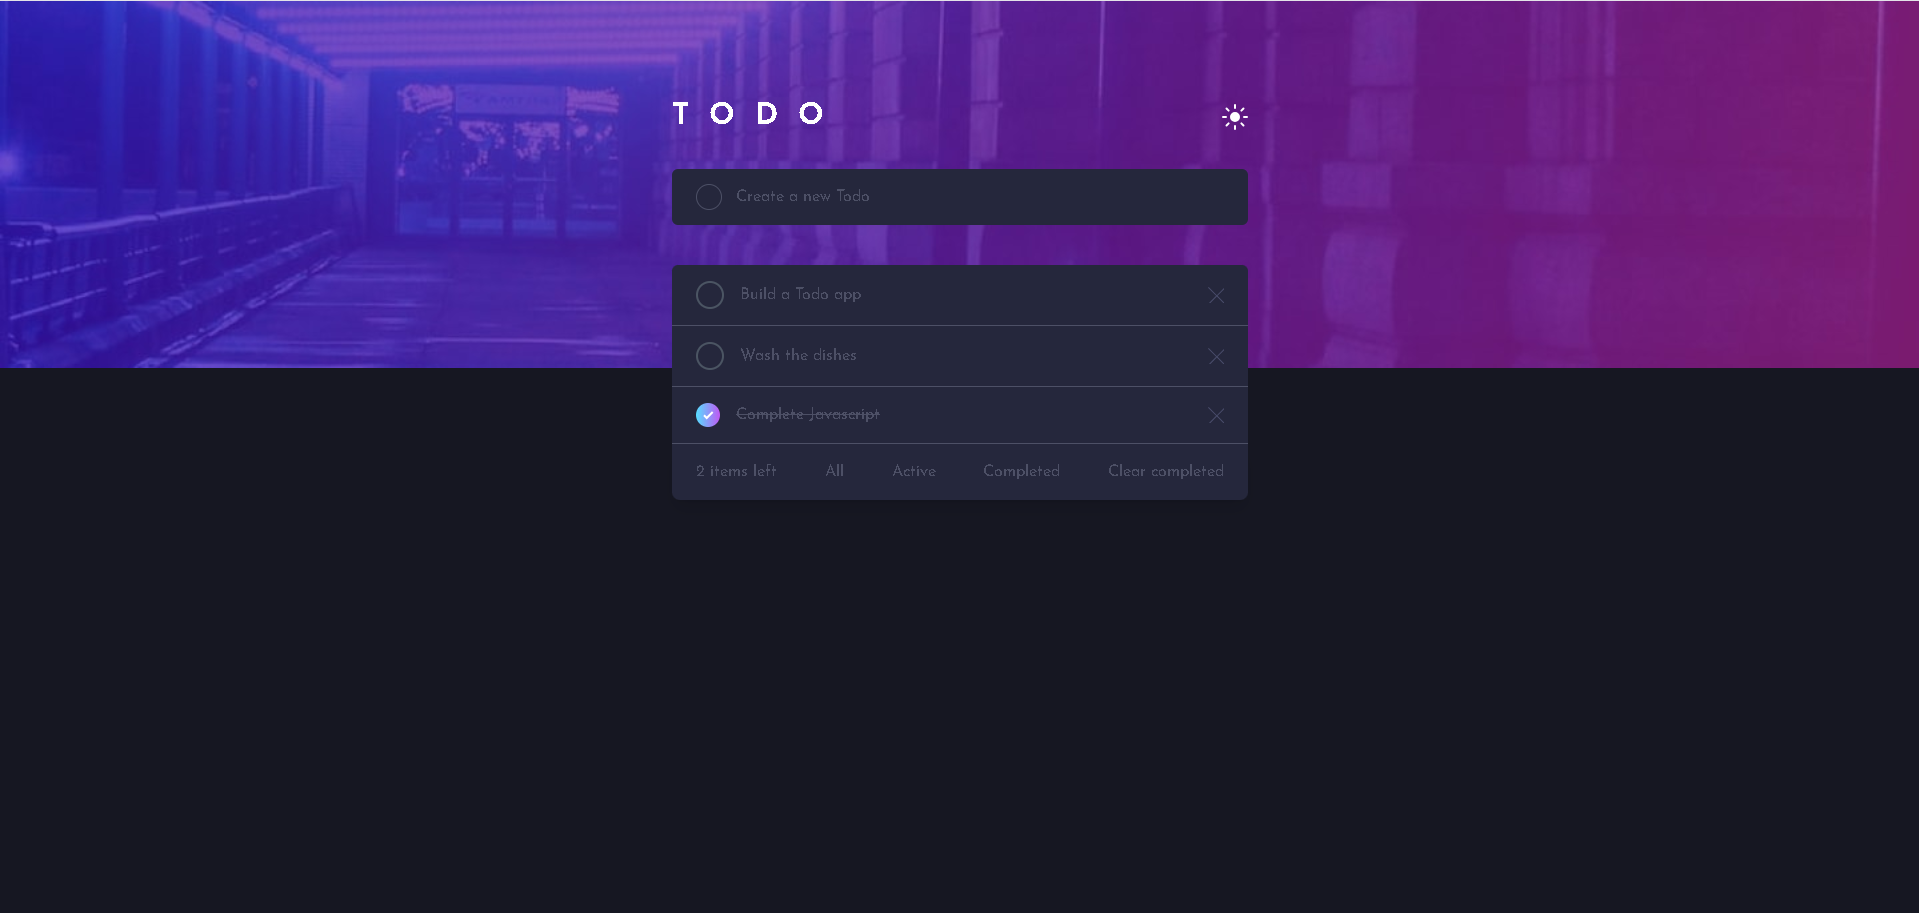 TODO
Create a new Todo
Build a Todo app
Wash the dishes
Complete Javascript
2 items left All Active Completed Clear completed